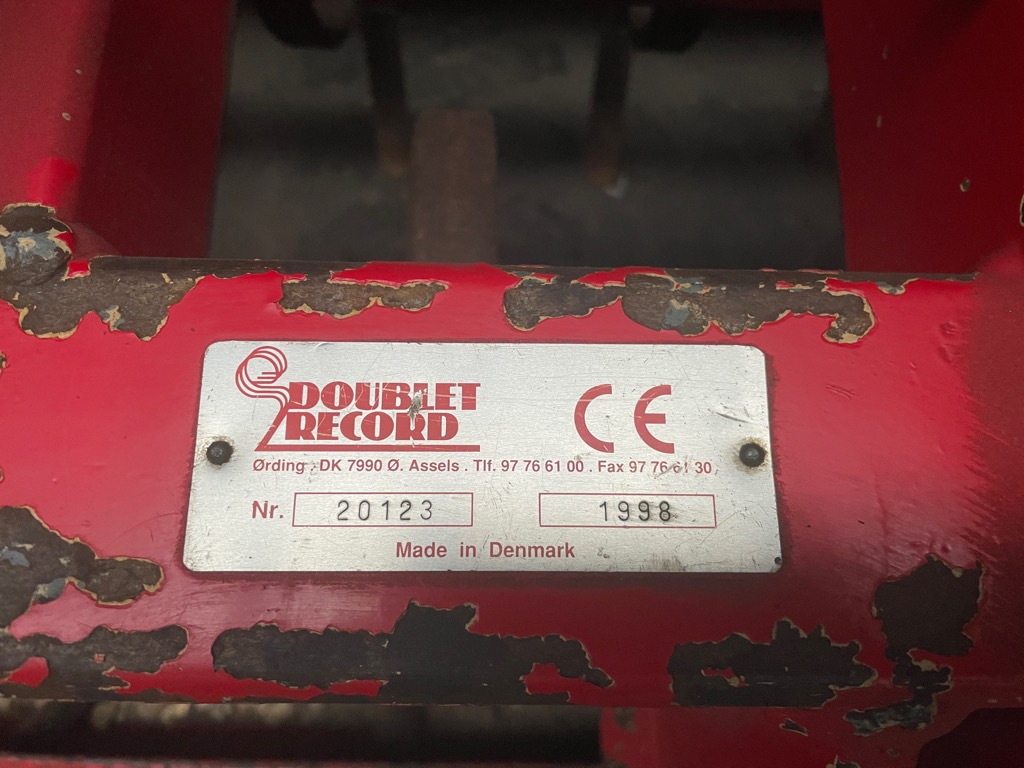 DOUBLET
RECORD
CE
Ørding . DK 7990 Ø. Assels . Tlf. 97 76 61 00 . Fax 97 76 61 30
Nr. 20123 1998
Made in Denmark